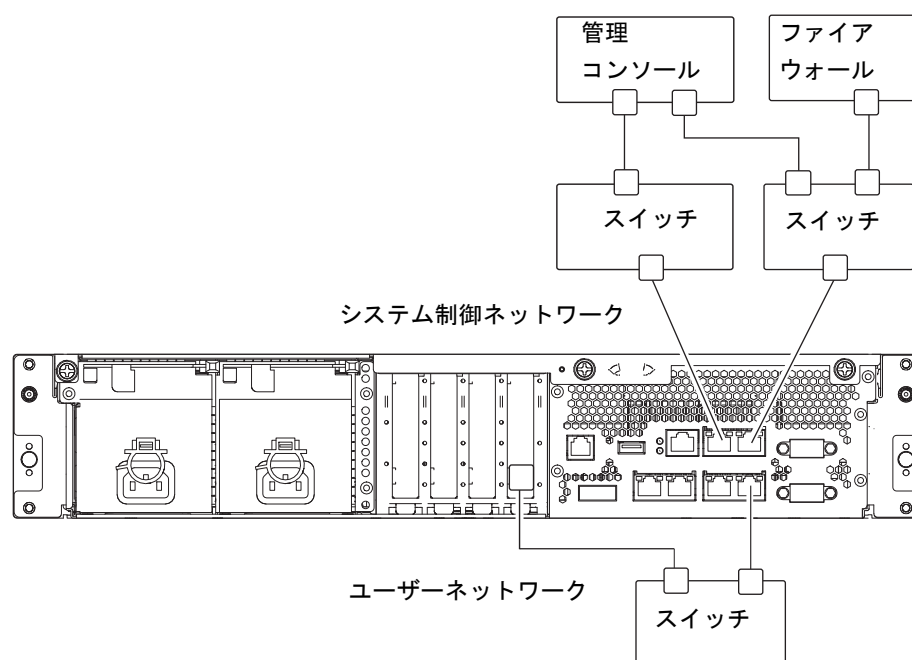 管理
コンソール
ファイア
ウォール
スイッチ
スイッチ
システム制御ネットワーク
ユーザーネットワーク
スイッチ